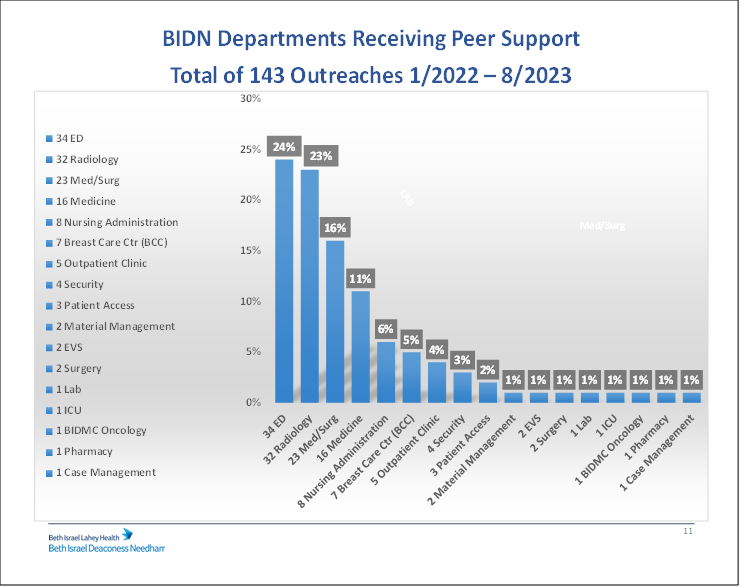 BIDN Departments Receiving Peer Support
Total of 143 Outreaches 1/2022 – 8/2023
34 ED
32 Radiology
23 Med/Surg
16 Medicine
8 Nursing Administration
7 Breast Care Ctr (BCC)
5 Outpatient Clinic
4 Security
3 Patient Access
2 Material Management
2 EVS
2 Surgery
1 Lab
1 ICU
1 BIDMC Oncology
1 Pharmacy
1 Case Management
30%
25%
20%
15%
10%
5%
0%
24%
23%
16%
11%
6%
5%
4%
3%
2%
1%
1%
1%
1%
1%
1%
1%
1%
LAB
Med/Surg
34 ED
32 Radiology
23 Med/Surg
16 Medicine
8 Nursing Administration
7 Breast Care Ctr (BCC)
5 Outpatient Clinic
4 Security
3 Patient Access
2 Material Management
2 EVS
2 Surgery
1 Lab
1 ICU
1 BIDMC Oncology
1 Pharmacy
1 Case Management
Beth Israel Lahey Health
Beth Israel Deaconess Needham
11